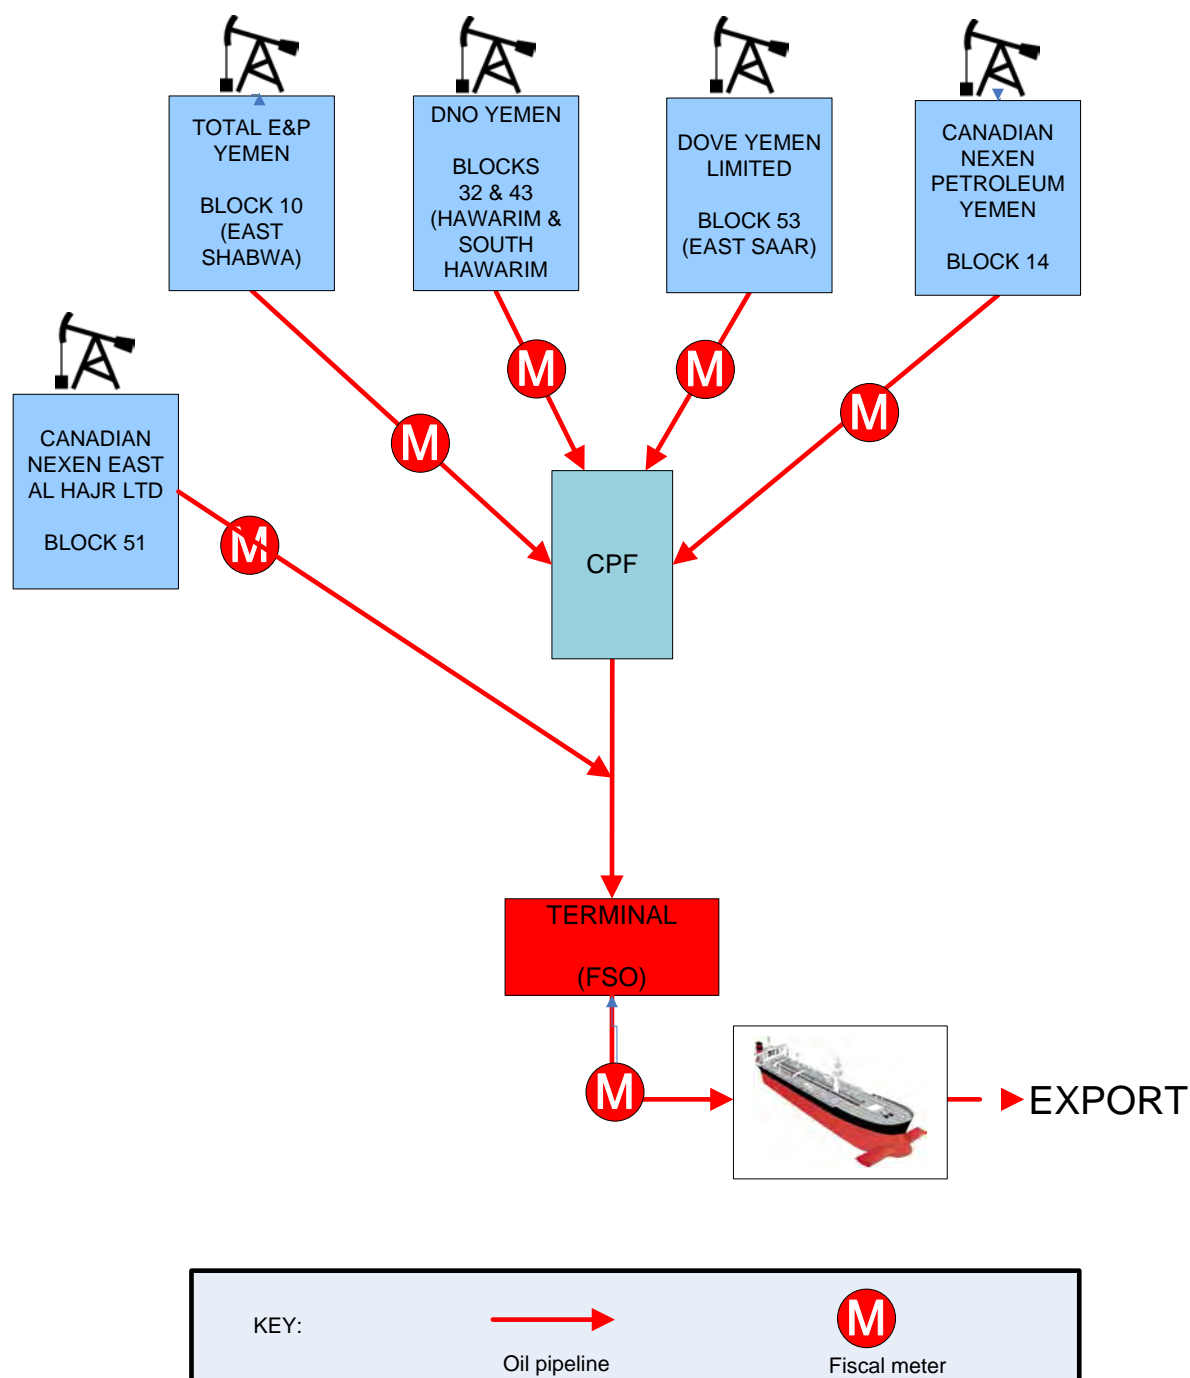 TOTAL E&P
YEMEN
BLOCK 10
(EAST
SHABWA)
DNO YEMEN
BLOCKS
32 & 43
(HAWARIM &
SOUTH
HAWARIM
DOVE YEMEN
LIMITED
BLOCK 53
(EAST SAAR)
CANADIAN
NEXEN
PETROLEUM
YEMEN
BLOCK 14
M
M
M
M
CANADIAN
NEXEN EAST
AL HAJR LTD
BLOCK 51
M
CPF
TERMINAL
(FSO)
M
EXPORT
KEY:
M
Oil pipeline
Fiscal meter